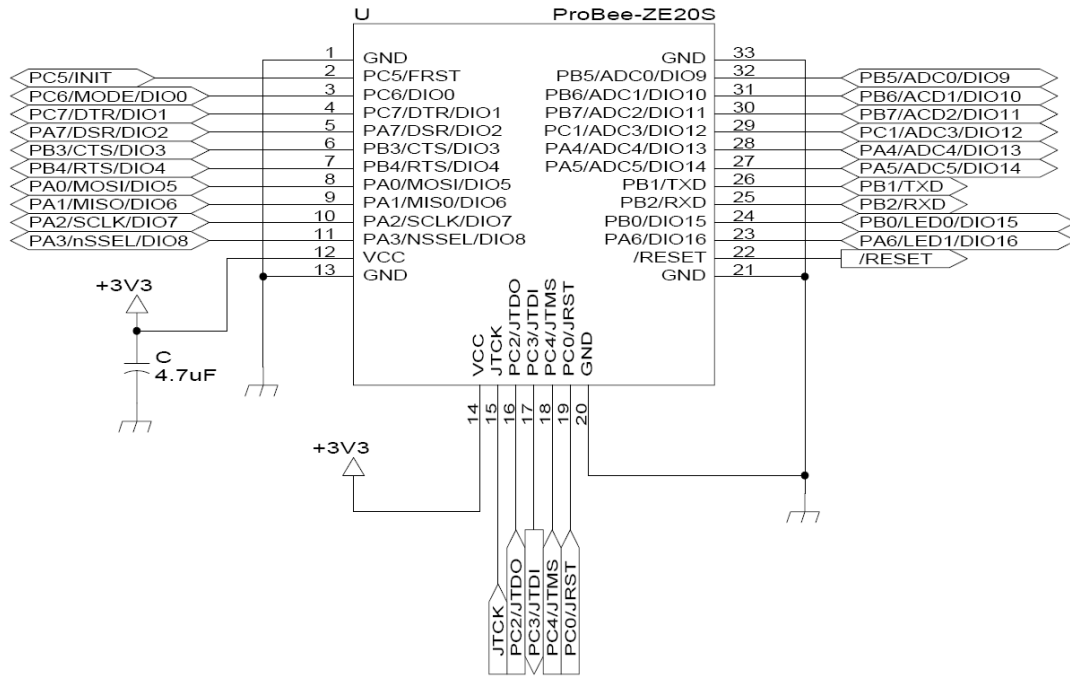 U ProBee-ZE20S
1 GND GND 33
PC5/INIT 2 PC5/FRST PB5/ADC0/DIO9 32 PB5/ADC0/DIO9
PC6/MODE/DIO0 3 PC6/DIO0 PB6/ADC1/DIO10 31 PB6/ACD1/DIO10
PC7/DTR/DIO1 4 PC7/DTR/DIO1 PB7/ADC2/DIO11 30 PB7/ACD2/DIO11
PA7/DSR/DIO2 5 PA7/DSR/DIO2 PC1/ADC3/DIO12 29 PC1/ADC3/DIO12
PB3/CTS/DIO3 6 PB3/CTS/DIO3 PA4/ADC4/DIO13 28 PA4/ADC4/DIO13
PB4/RTS/DIO4 7 PB4/RTS/DIO4 PA5/ADC5/DIO14 27 PA5/ADC5/DIO14
PA0/MOSI/DIO5 8 PA0/MOSI/DIO5 PB1/TXD 26 PB1/TXD
PA1/MISO/DIO6 9 PA1/MIS0/DIO6 PB2/RXD 25 PB2/RXD
PA2/SCLK/DIO7 10 PA2/SCLK/DIO7 PB0/DIO15 24 PB0/LED0/DIO15
PA3/nSSEL/DIO8 11 PA3/NSSEL/DIO8 PA6/DIO16 23 PA6/LED1/DIO16
12 VCC /RESET 22 /RESET
13 GND GND 21
+3V3
C
4.7uF
VCC JTCK PC2/JTDO PC3/JTDI PC4/JTMS PC0/JRST GND
14 15 16 17 18 19 20
+3V3
JTCK PC2/JTDO PC3/JTDI PC4/JTMS PC0/JRST